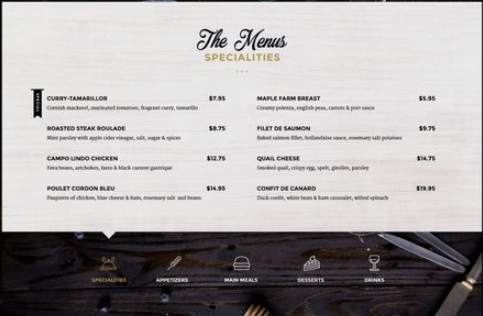 The Menus
SPECIALITIES
CURRY-TAMARILLOR $7.95
Cornish mackerel, marinated tomatoes, fragrant curry, tamarillo
MAPLE FARM BREAST $5.95
Creamy polenta, english peas, carrots & port sauce
ROASTED STEAK ROULADE $8.75
Mint parsley with apple cider vinegar, salt, sugar & spices
FILET DE SAUMON $9.75
Baked salmon fillet, hollandaise sauce, rosemary salt potatoes
CAMPO LINDO CHICKEN $12.75
Fava beans, artichokes, fares & black currant gastrique
QUAIL CHEESE $14.75
Smoked quail, crispy egg, spelt, girolles, parsley
POULET CORDON BLEU $14.95
Paupiette of chicken, blue cheese & ham, rosemary salt and beans
CONFIT DE CANARD $19.95
Duck confit, white bean & ham cassoulet, wilted spinach
SPECIALITIES
APPETIZERS
MAIN MEALS
DESSERTS
DRINKS